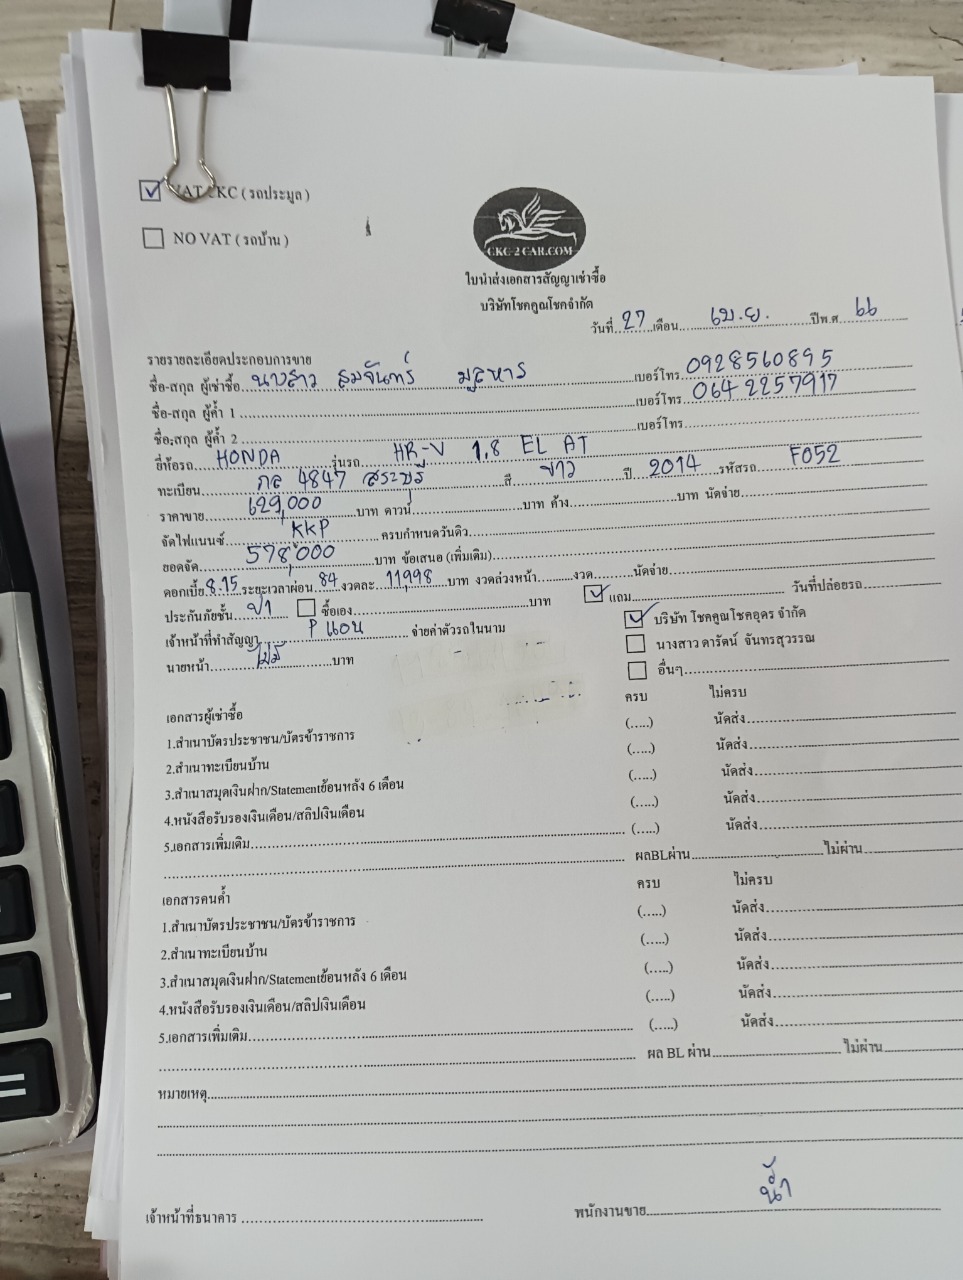 VAT CKC ( รถประมูล )
NO VAT ( รถบ้าน )
CKC-2 CAR.COM
ใบนำส่งเอกสารสัญญาเช่าซื้อ
บริษัทโชคคูณโชคจำกัด
วันที่ 27 เดือน เม.ย. ปีพ.ศ 66
รายรายละเอียดประกอบการขาย
ชื่อ-สกุล ผู้เช่าซื้อ นางสาว สมจันทร์ มูลหาร เบอร์โทร 0928560895
ชื่อ-สกุล ผู้ค้ำ 1 เบอร์โทร 064 2257917
ชื่อ-สกุล ผู้ค้ำ 2 เบอร์โทร
ยี่ห้อรถ HONDA รุ่นรถ HR-V 1.8 EL AT
ทะเบียน กล 4847 สระบุรี สี ขาว ปี 2014 รหัสรถ F052
ราคาขาย 629,000 บาท ดาวน์ บาท ค้าง บาท นัดจ่าย
จัดไฟแนนซ์ KKP ครบกำหนดวันดิว
ยอดจัด 578,000 บาท ข้อเสนอ (เพิ่มเติม)
ดอกเบี้ย 8.15 ระยะเวลาผ่อน 84 งวดละ 11,998 บาท งวดล่วงหน้า งวด นัดจ่าย
ประกันภัยชั้น ป1 ซื้อเอง บาท แถม วันที่ปล่อยรถ
เจ้าหน้าที่ทำสัญญา P แอน จ่ายค่าตัวรถในนาม บริษัท โชคคูณโชคอุดร จำกัด
นายหน้า ไม่มี บาท นางสาว ดารัตน์ จันทรสุวรรณ
อื่นๆ
เอกสารผู้เช่าซื้อ ครบ ไม่ครบ
1.สำเนาบัตรประชาชน/บัตรข้าราชการ (.....) นัดส่ง
2.สำเนาทะเบียนบ้าน (.....) นัดส่ง
3.สำเนาสมุดเงินฝาก/Statementย้อนหลัง 6 เดือน (.....) นัดส่ง
4.หนังสือรับรองเงินเดือน/สลิปเงินเดือน (.....) นัดส่ง
5.เอกสารเพิ่มเติม (.....) นัดส่ง
ผลBLผ่าน ไม่ผ่าน
เอกสารคนค้ำ ครบ ไม่ครบ
1.สำเนาบัตรประชาชน/บัตรข้าราชการ (.....) นัดส่ง
2.สำเนาทะเบียนบ้าน (.....) นัดส่ง
3.สำเนาสมุดเงินฝาก/Statementย้อนหลัง 6 เดือน (.....) นัดส่ง
4.หนังสือรับรองเงินเดือน/สลิปเงินเดือน (.....) นัดส่ง
5.เอกสารเพิ่มเติม (.....) นัดส่ง
ผล BL ผ่าน ไม่ผ่าน
หมายเหตุ
เจ้าหน้าที่ธนาคาร พนักงานขาย น้ำ